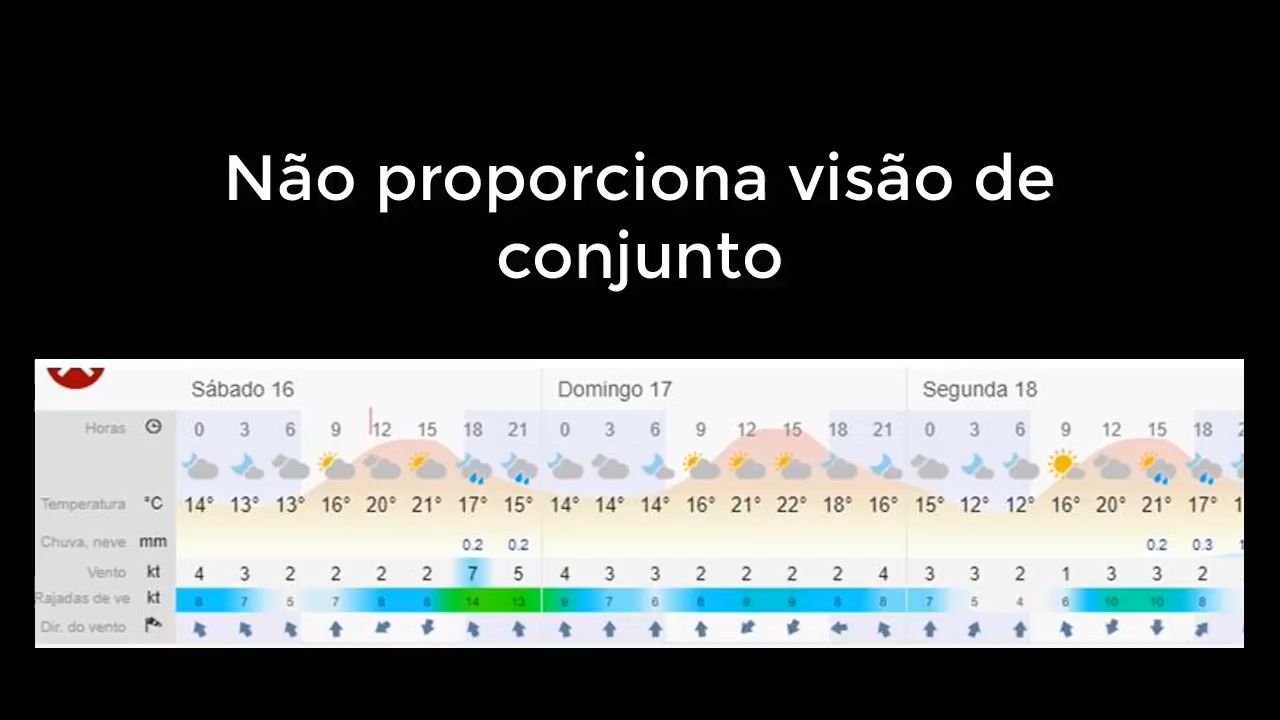 Não proporciona visão de
conjunto
Sábado 16 Domingo 17 Segunda 18
Horas 0 3 6 9 12 15 18 21 0 3 6 9 12 15 18 21 0 3 6 9 12 15 18
Temperatura °C 14° 13° 13° 16° 20° 21° 17° 15° 14° 14° 14° 16° 21° 22° 18° 16° 15° 12° 12° 16° 20° 21° 17°
Chuva, neve mm 0.2 0.2 0.2 0.3
Vento kt 4 3 2 2 2 2 7 5 4 3 3 2 2 2 2 4 3 3 2 1 3 3 2
Rajadas de ve kt 8 7 5 7 8 8 14 13 9 7 6 8 9 9 8 8 7 5 4 6 10 10 8
Dir. do vento